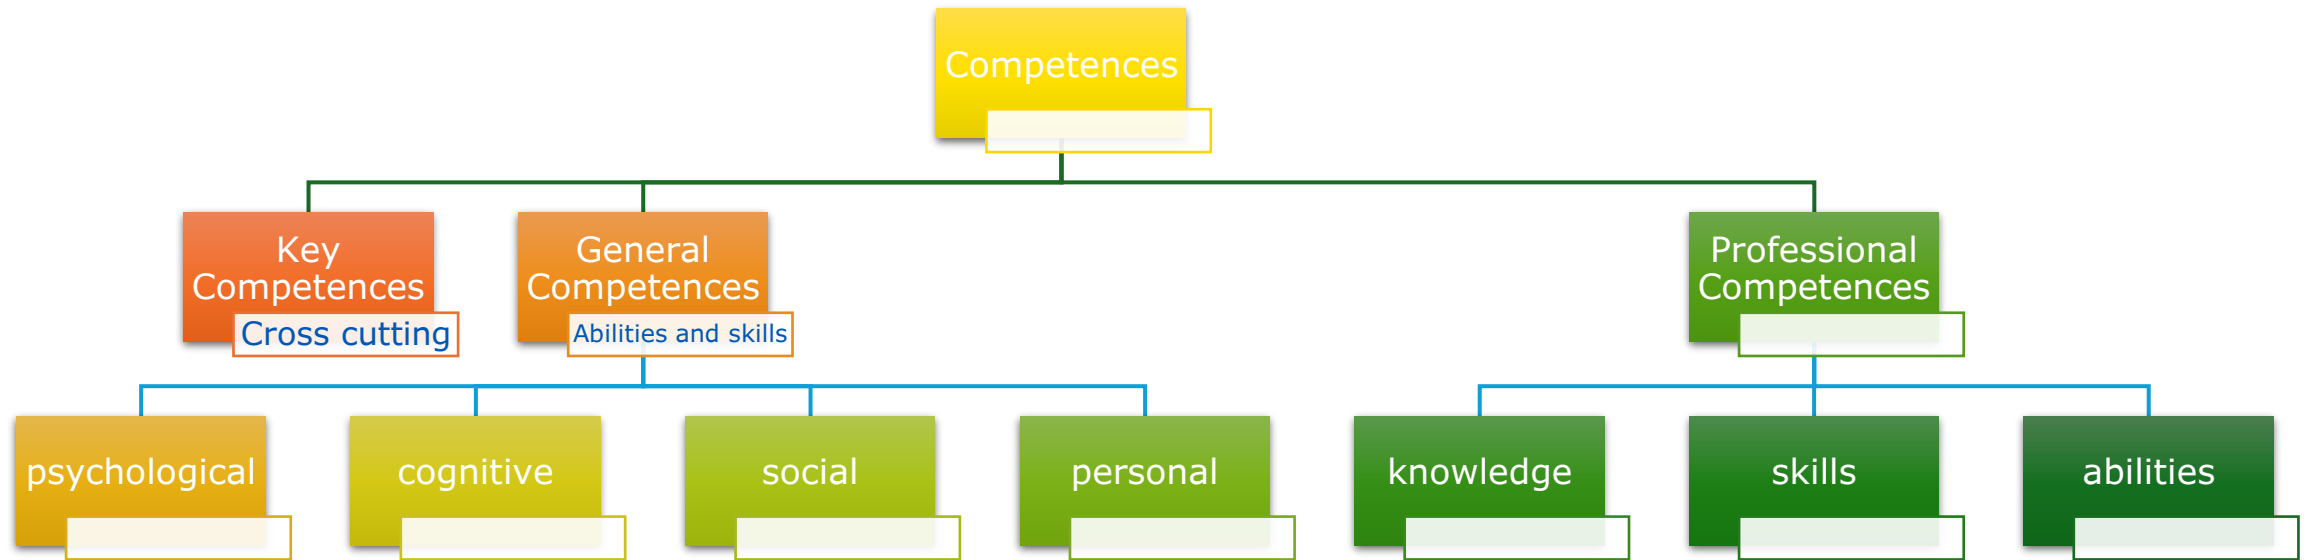 Competences
Key
Competences
Cross cutting
General
Competences
Abilities and skills
Professional
Competences
psychological
cognitive
social
personal
knowledge
skills
abilities